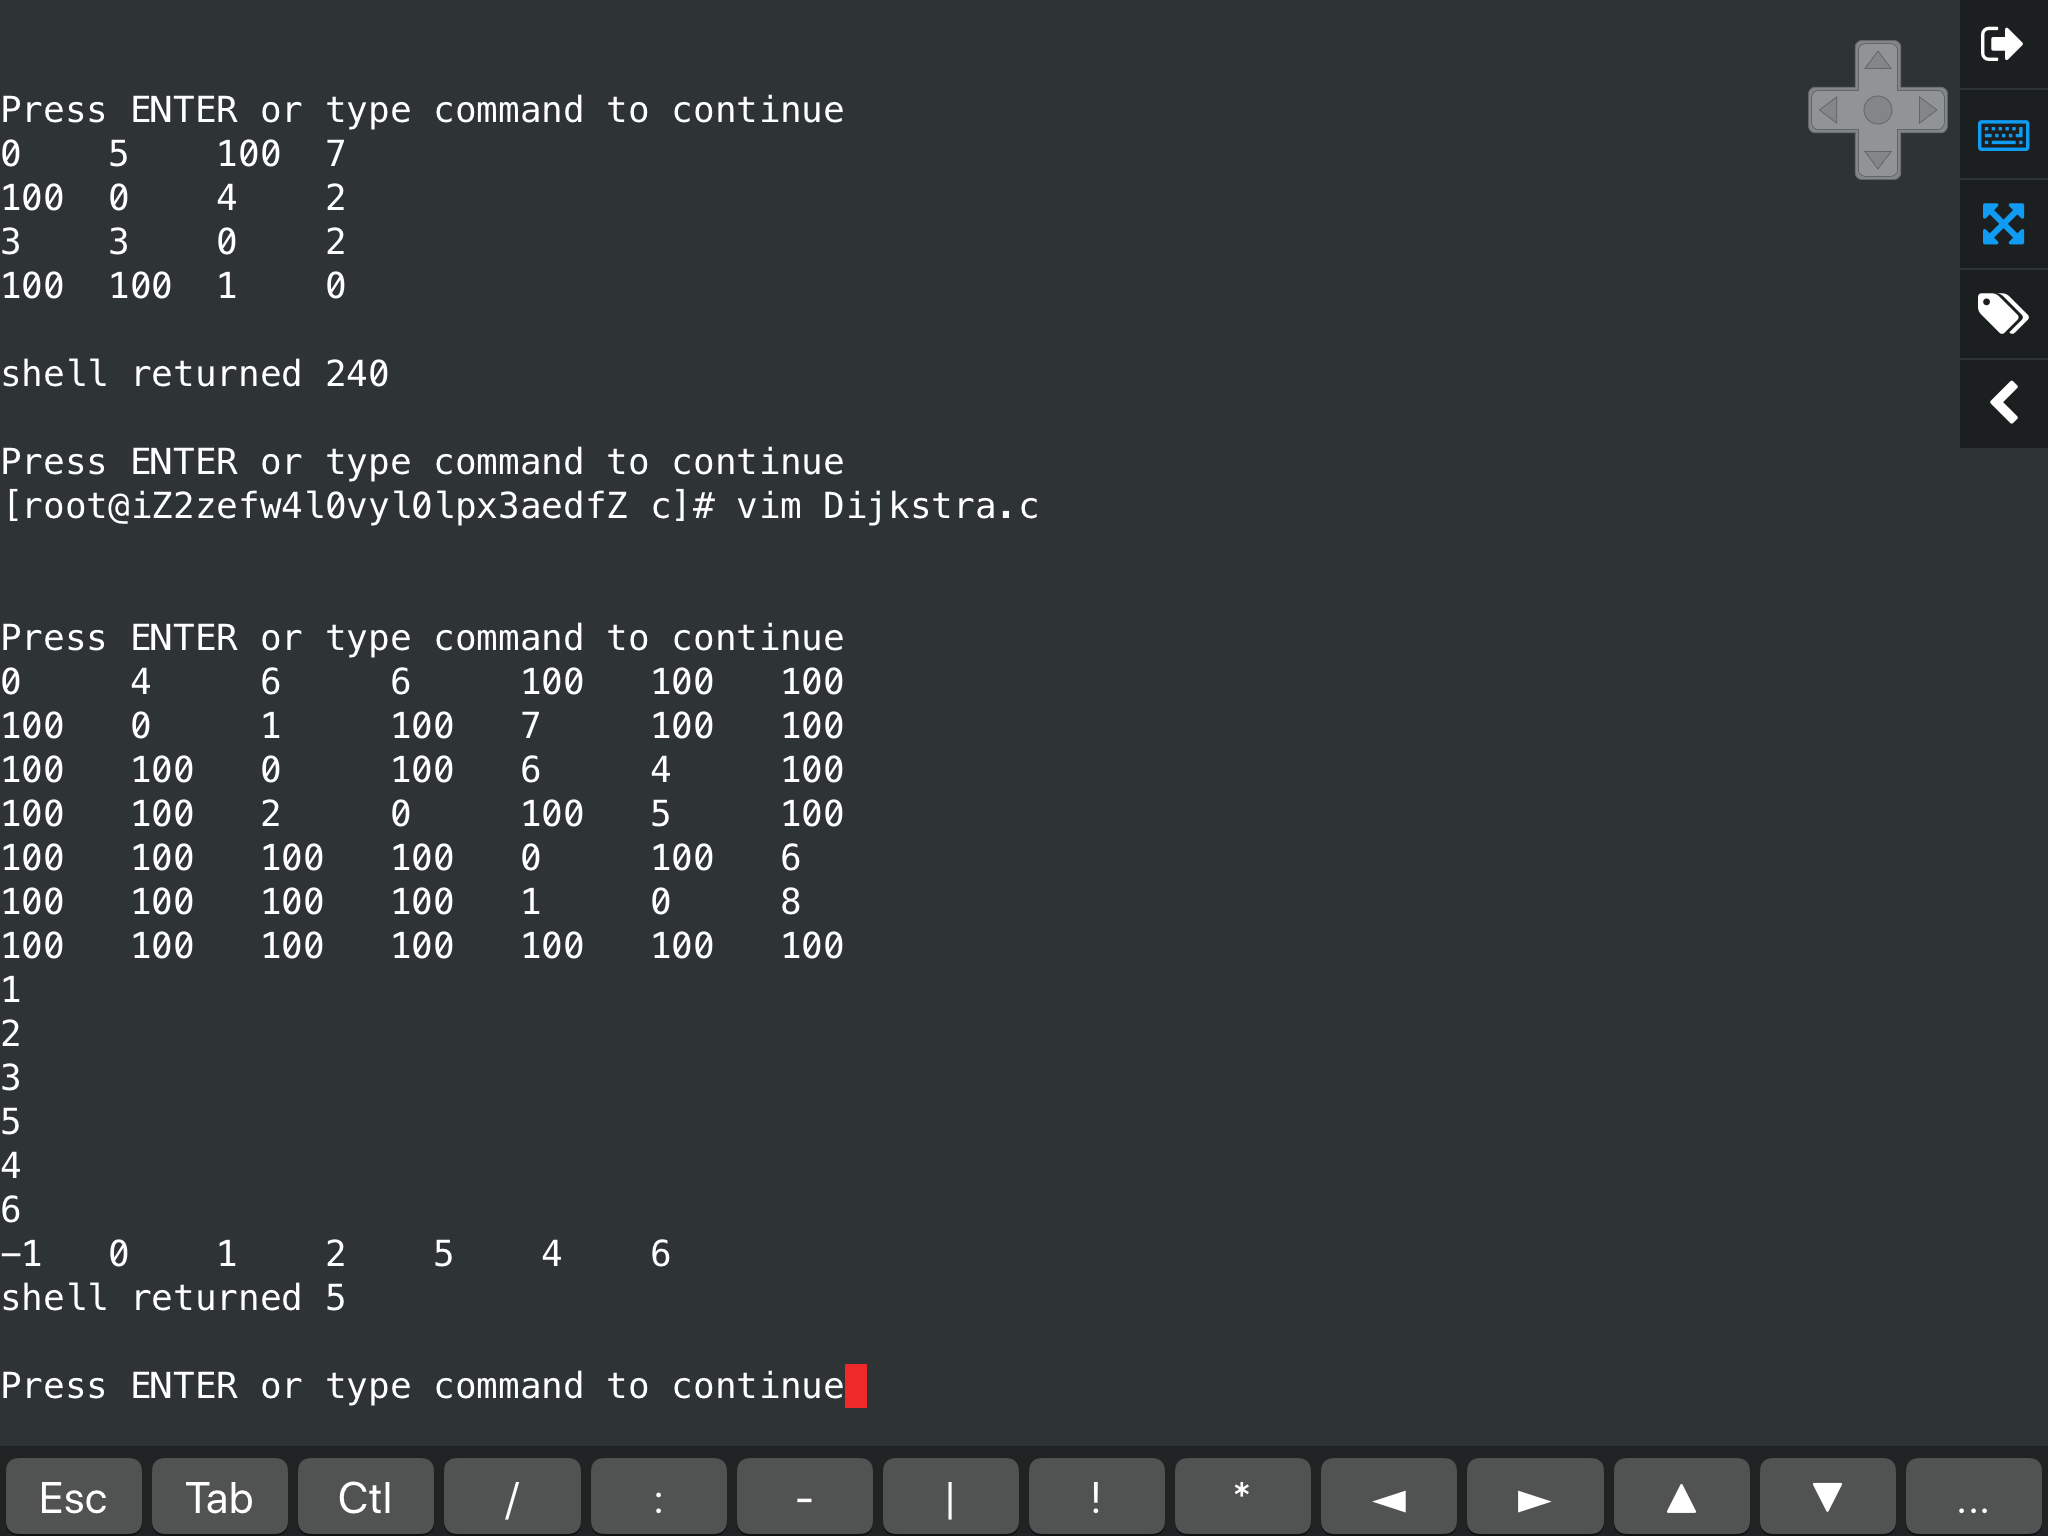 Press ENTER or type command to continue
0    5    100  7
100  0    4    2
3    3    0    2
100  100  1    0
shell returned 240
Press ENTER or type command to continue
[root@iZ2zefw4l0vyl0lpx3aedfZ c]# vim Dijkstra.c
Press ENTER or type command to continue
0     4     6     6     100   100   100
100   0     1     100   7     100   100
100   100   0     100   6     4     100
100   100   2     0     100   5     100
100   100   100   100   0     100   6
100   100   100   100   1     0     8
100   100   100   100   100   100   100
1
2
3
5
4
6
-1   0    1    2    5    4    6
shell returned 5
Press ENTER or type command to continue
Esc Tab Ctl / : - | ! * ◄ ► ▲ ▼ ...